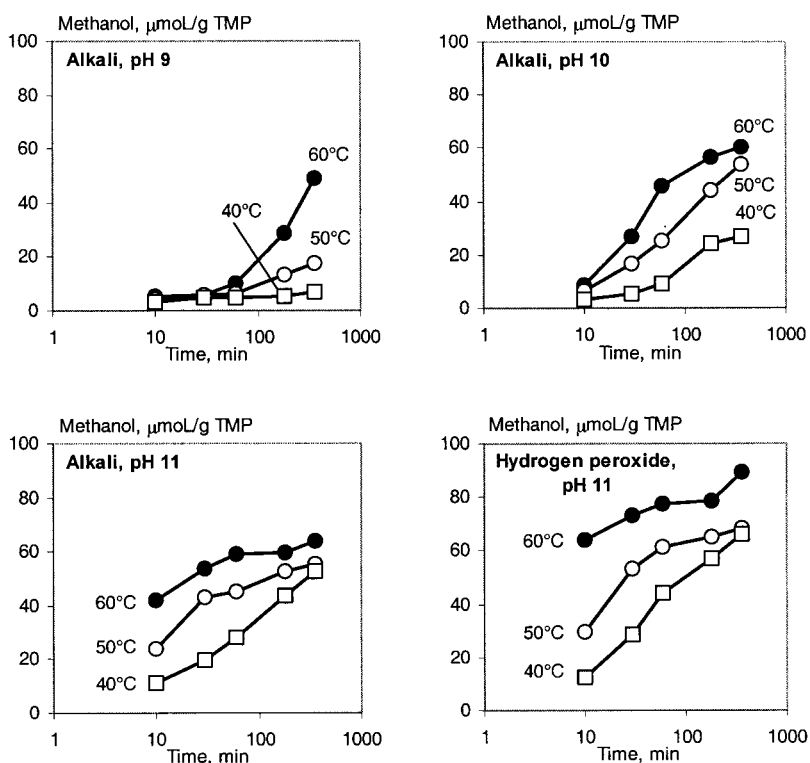 Methanol, µmoL/g TMP
100
80
60
40
20
0
Alkali, pH 9
60°C
40°C
50°C
1
10
100
1000
Time, min
Methanol, µmoL/g TMP
100
80
60
40
20
0
Alkali, pH 10
60°C
50°C
40°C
1
10
100
1000
Time, min
Methanol, µmoL/g TMP
100
80
60
40
20
0
Alkali, pH 11
60°C
50°C
40°C
1
10
100
1000
Time, min
Methanol, µmoL/g TMP
100
80
60
40
20
0
Hydrogen peroxide,
pH 11
60°C
50°C
40°C
1
10
100
1000
Time, min